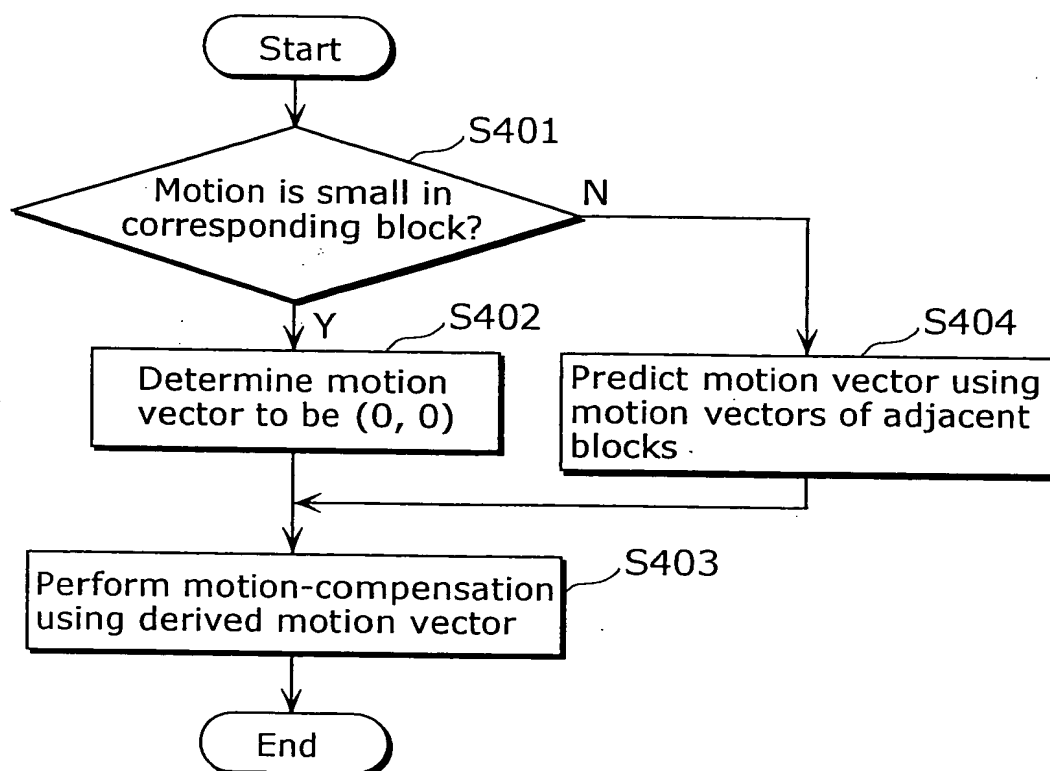 Start
S401
Motion is small in
corresponding block?
N
Y
S402
Determine motion
vector to be (0, 0)
S404
Predict motion vector using
motion vectors of adjacent
blocks
S403
Perform motion-compensation
using derived motion vector
End